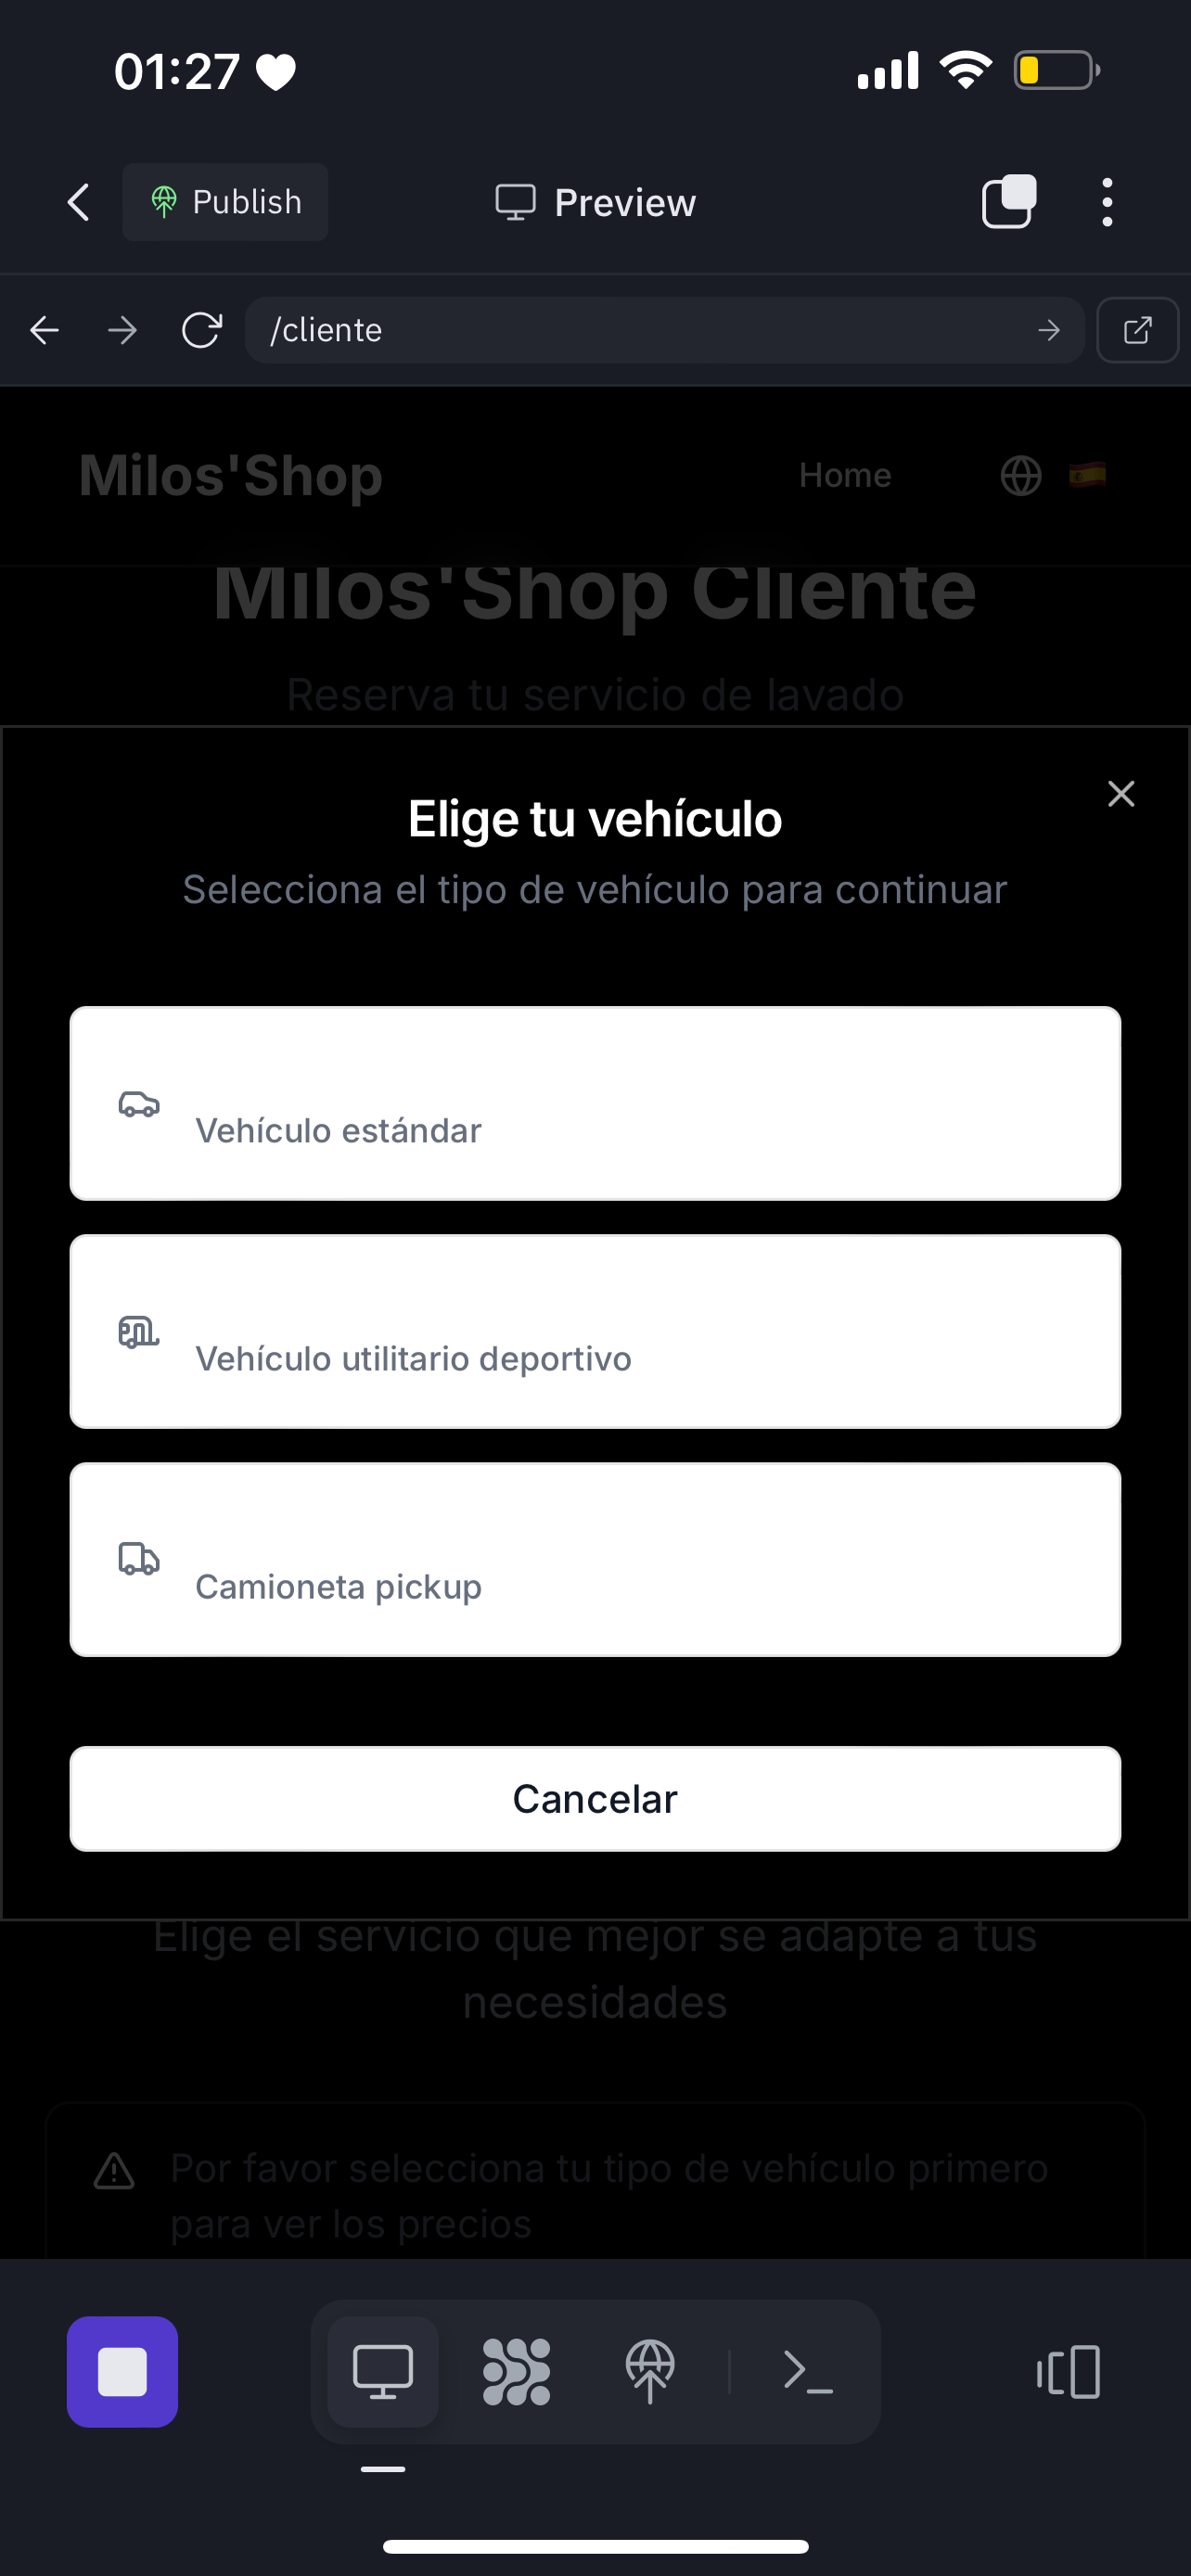 01:27
Publish
Preview
/cliente
Milos'Shop
Home
Milos'Shop Cliente
Reserva tu servicio de lavado
Elige tu vehículo
Selecciona el tipo de vehículo para continuar
Vehículo estándar
Vehículo utilitario deportivo
Camioneta pickup
Cancelar
Elige el servicio que mejor se adapte a tus
necesidades
Por favor selecciona tu tipo de vehículo primero
para ver los precios